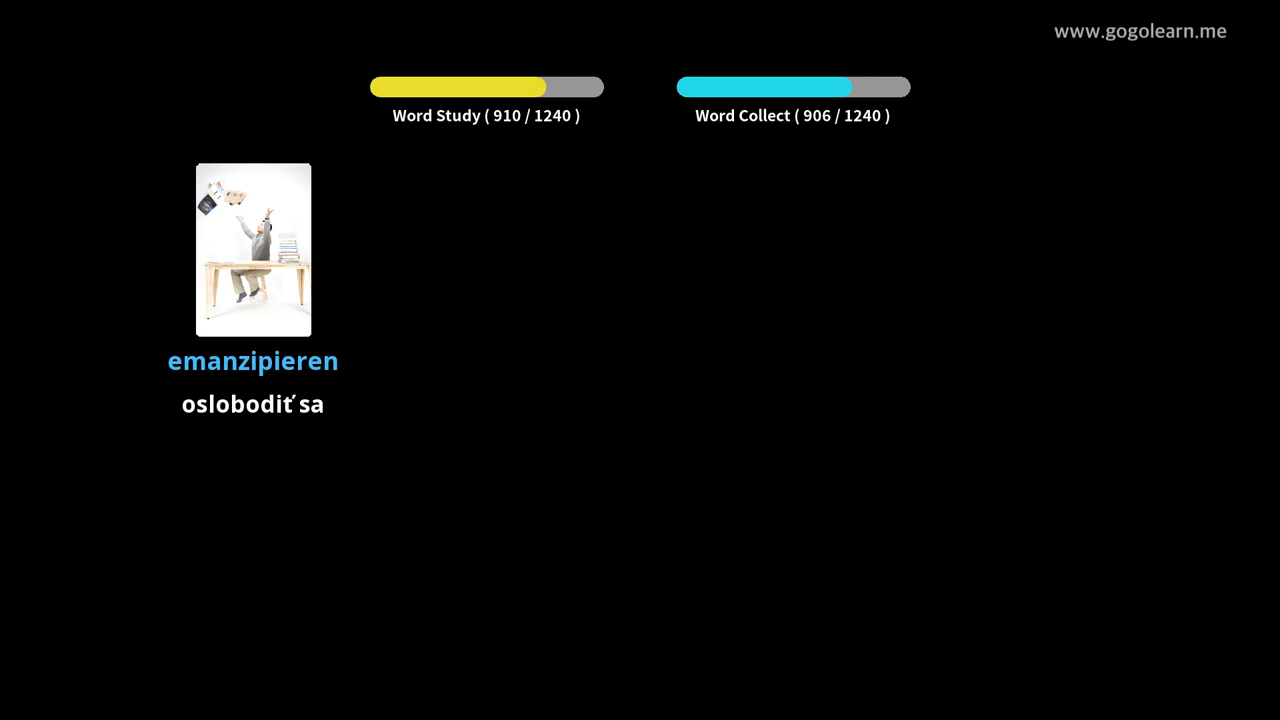 www.gogolearn.me
Word Study ( 910 / 1240 )
Word Collect ( 906 / 1240 )
emanzipieren
oslobodiť sa